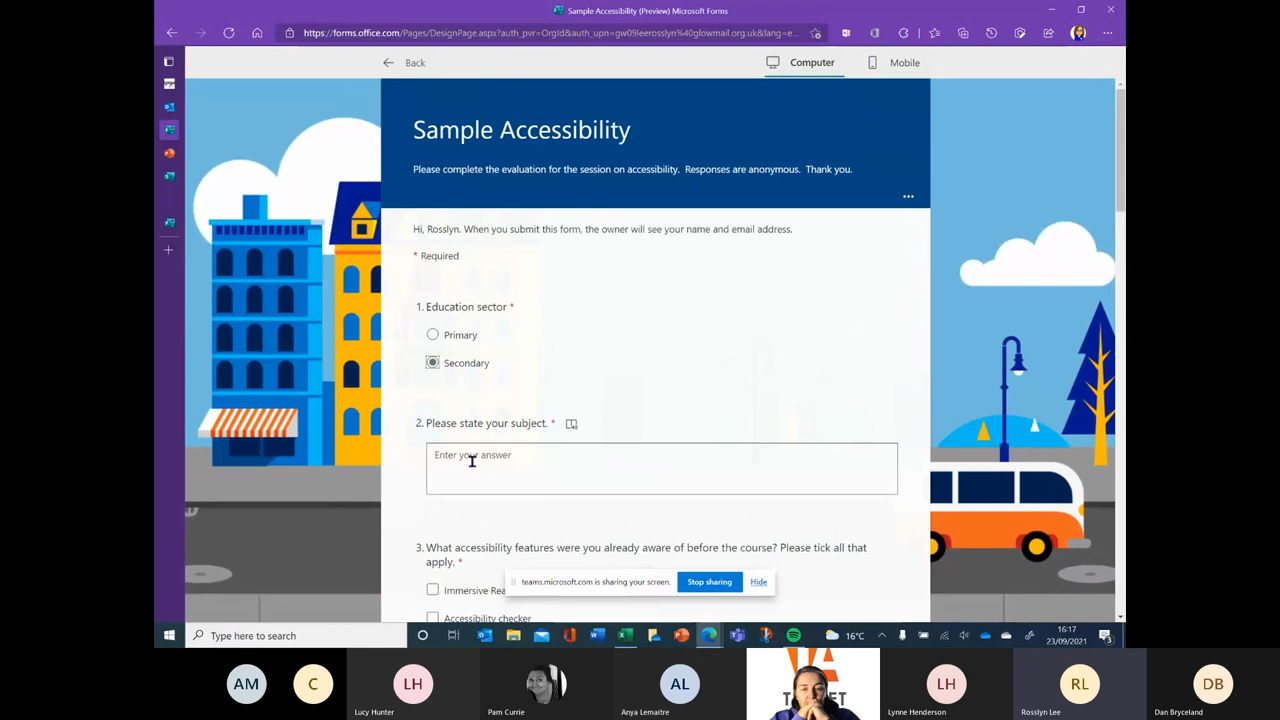 Sample Accessibility (Preview) Microsoft Forms
https://forms.office.com/Pages/DesignPage.aspx?auth_pvr=OrgId&auth_upn=gw09leerosslyn%40glowmail.org.uk&lang=e...
Back
Computer
Mobile
Sample Accessibility
Please complete the evaluation for the session on accessibility. Responses are anonymous. Thank you.
Hi, Rosslyn. When you submit this form, the owner will see your name and email address.
* Required
1. Education sector *
Primary
Secondary
2. Please state your subject. *
Enter your answer
3. What accessibility features were you already aware of before the course? Please tick all that
apply. *
Immersive Rea
Accessibility checker
teams.microsoft.com is sharing your screen.
Stop sharing
Hide
Type here to search
16°C
16:17
23/09/2021
AM
C
LH
Lucy Hunter
Pam Currie
AL
Anya Lemaitre
LH
Lynne Henderson
RL
Rosslyn Lee
DB
Dan Bryceland